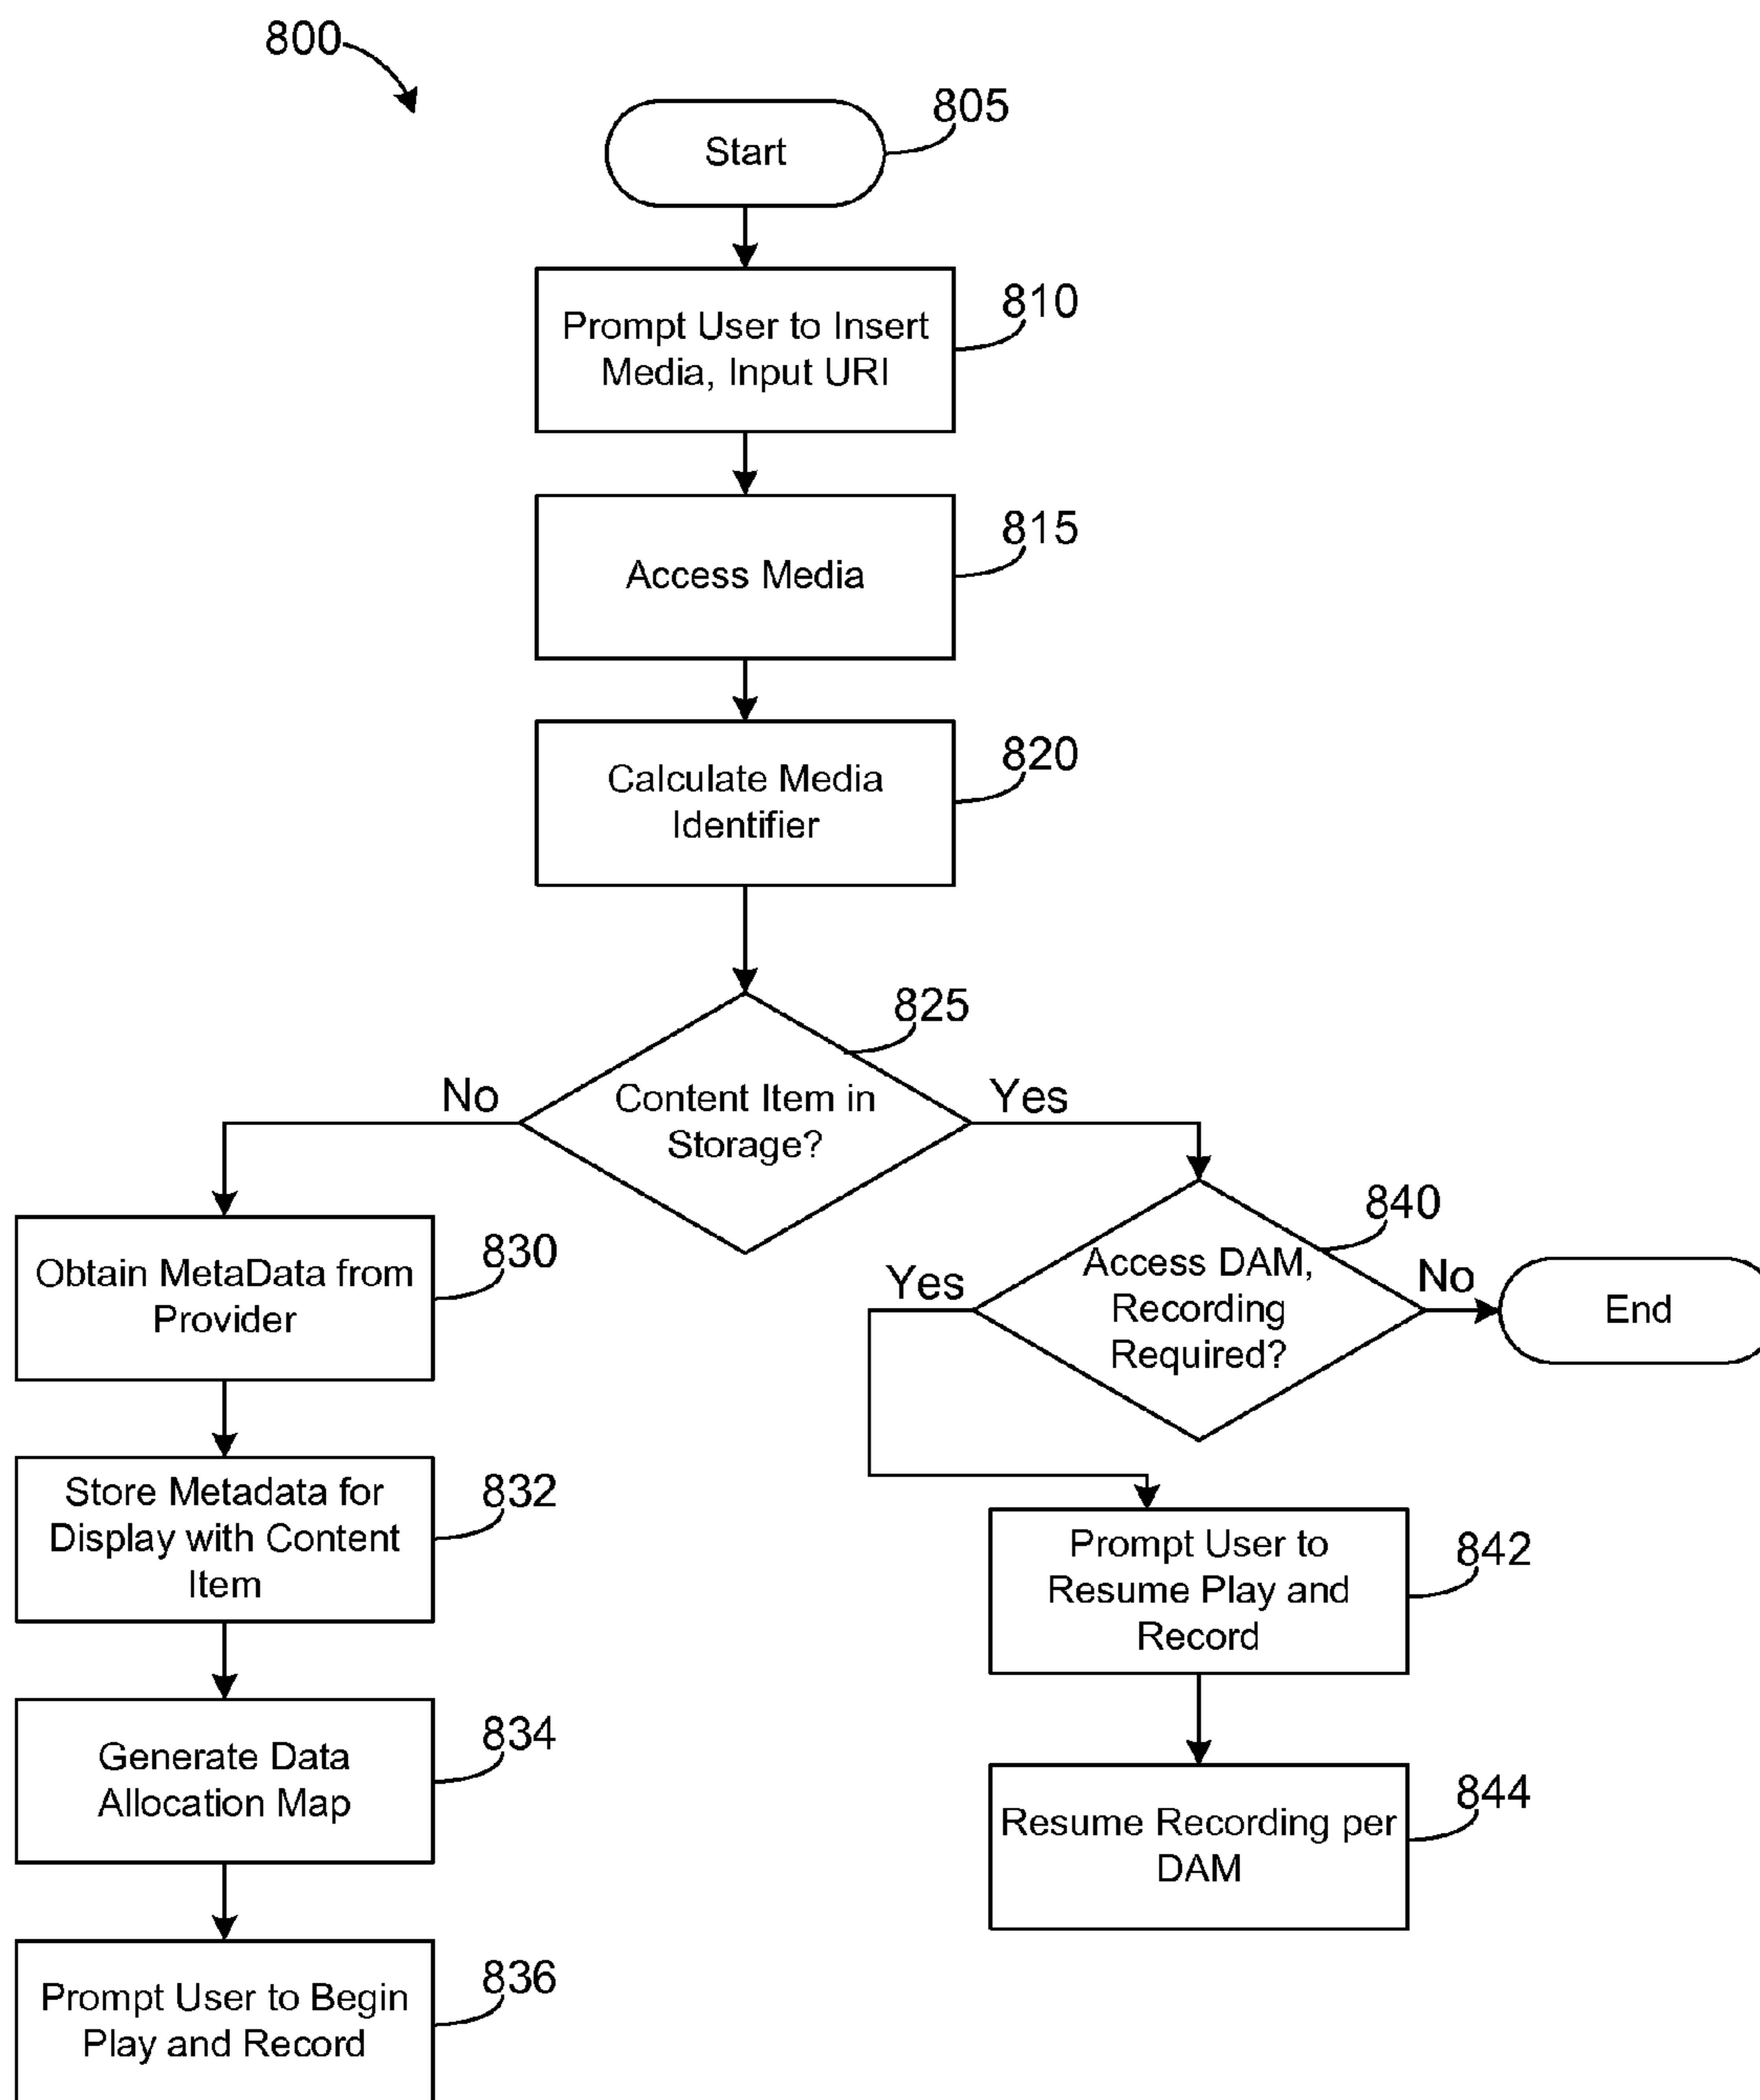 800
805
Start
810
Prompt User to Insert
Media, Input URI
815
Access Media
820
Calculate Media
Identifier
825
No
Content Item in
Storage?
Yes
840
830
Obtain MetaData from
Provider
Yes
Access DAM,
Recording
Required?
No
End
832
Store Metadata for
Display with Content
Item
842
Prompt User to
Resume Play and
Record
834
Generate Data
Allocation Map
844
Resume Recording per
DAM
836
Prompt User to Begin
Play and Record